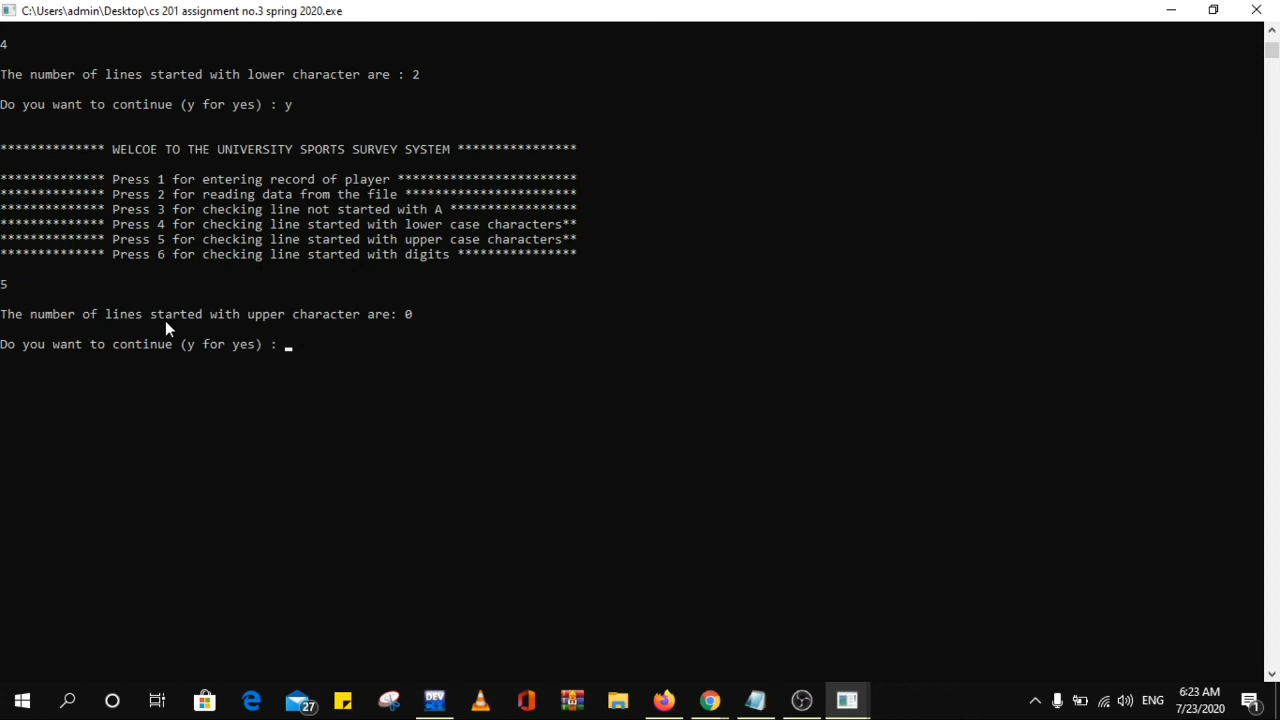 C:\Users\admin\Desktop\cs 201 assignment no.3 spring 2020.exe
4
The number of lines started with lower character are : 2
Do you want to continue (y for yes) : y
************** WELCOE TO THE UNIVERSITY SPORTS SURVEY SYSTEM ****************
************** Press 1 for entering record of player ************************
************** Press 2 for reading data from the file ***********************
************** Press 3 for checking line not started with A *****************
************** Press 4 for checking line started with lower case characters**
************** Press 5 for checking line started with upper case characters**
************** Press 6 for checking line started with digits ****************
5
The number of lines started with upper character are: 0
Do you want to continue (y for yes) : 
27
DEV
ENG
6:23 AM
7/23/2020
1